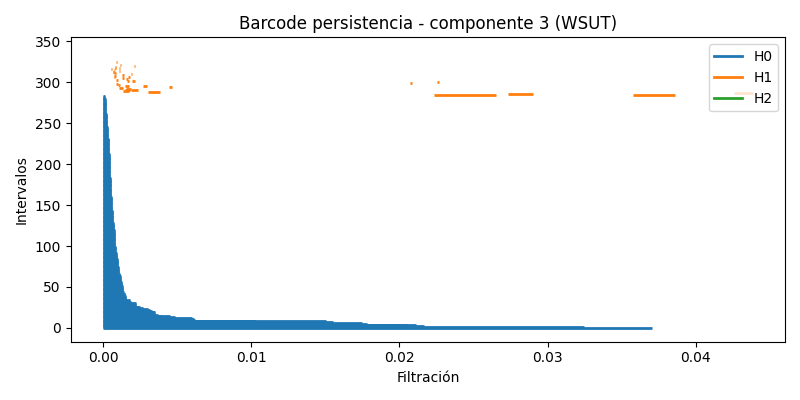 Barcode persistencia - componente 3 (WSUT)
350
300
250
200
150
100
50
0
Intervalos
H0
H1
H2
0.00
0.01
0.02
0.03
0.04
Filtración